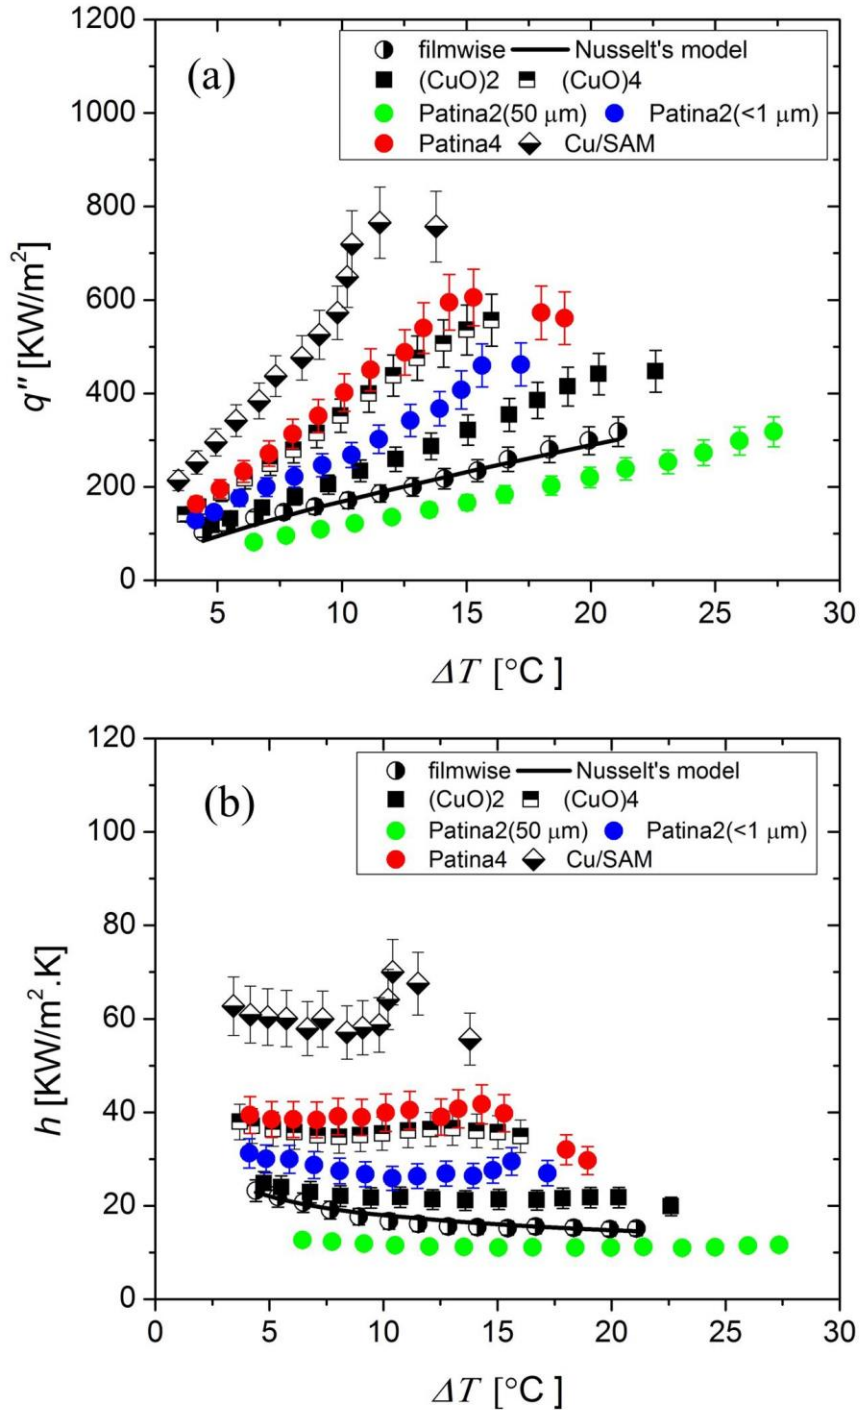 1200
(a)
filmwise Nusselt's model
(CuO)2 (CuO)4
Patina2(50 μm) Patina2(<1 μm)
Patina4 Cu/SAM
1000
800
600
400
200
0
q″ [KW/m²]
5 10 15 20 25 30
ΔT [°C]
120
(b)
filmwise Nusselt's model
(CuO)2 (CuO)4
Patina2(50 μm) Patina2(<1 μm)
Patina4 Cu/SAM
100
80
60
40
20
0
h [KW/m².K]
0 5 10 15 20 25 30
ΔT [°C]